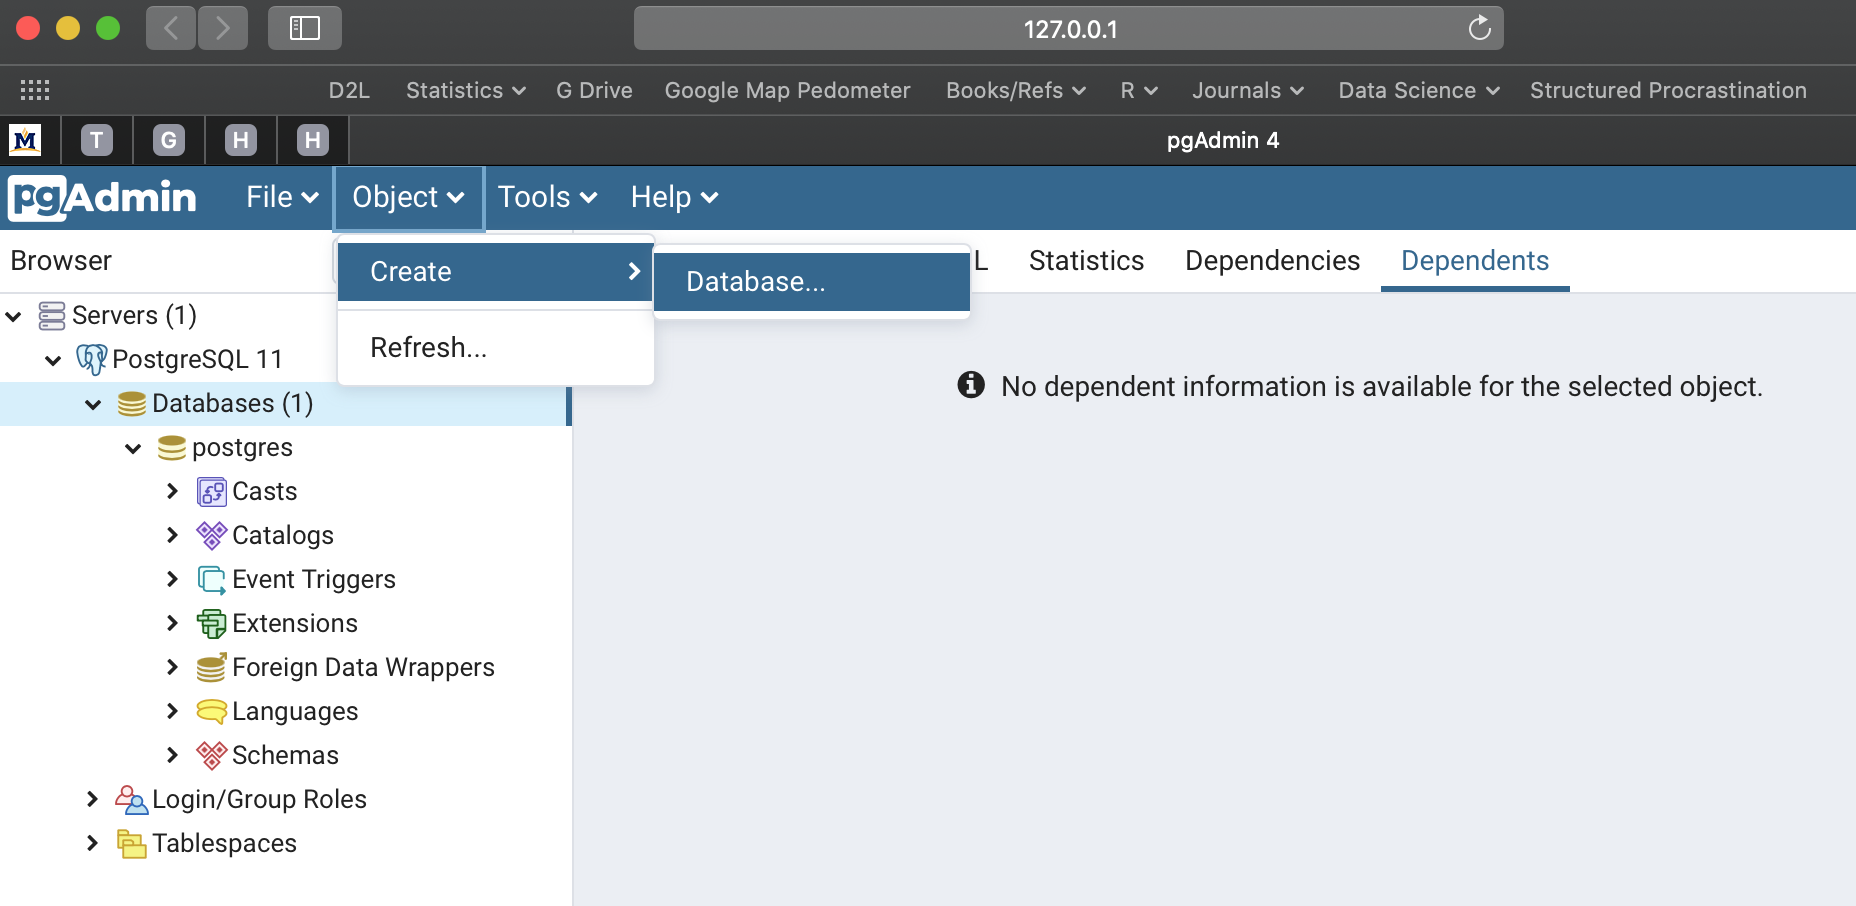 127.0.0.1
D2L Statistics G Drive Google Map Pedometer Books/Refs R Journals Data Science Structured Procrastination
M T G H H pgAdmin 4
pgAdmin File Object Tools Help
Browser Create Database... L Statistics Dependencies Dependents
Servers (1)
Refresh...
PostgreSQL 11
No dependent information is available for the selected object.
Databases (1)
postgres
Casts
Catalogs
Event Triggers
Extensions
Foreign Data Wrappers
Languages
Schemas
Login/Group Roles
Tablespaces